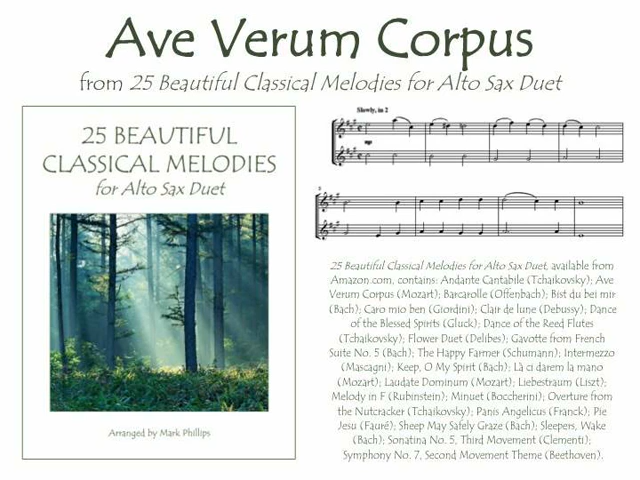 Ave Verum Corpus
from 25 Beautiful Classical Melodies for Alto Sax Duet
25 BEAUTIFUL
CLASSICAL MELODIES
for Alto Sax Duet
Arranged by Mark Phillips
Slowly, in 2
mp
5
25 Beautiful Classical Melodies for Alto Sax Duet, available from
Amazon.com, contains: Andante Cantabile (Tchaikovsky); Ave
Verum Corpus (Mozart); Barcarolle (Offenbach); Bist du bei mir
(Bach); Caro mio ben (Giordini); Clair de lune (Debussy); Dance
of the Blessed Spirits (Gluck); Dance of the Reed Flutes
(Tchaikovsky); Flower Duet (Delibes); Gavotte from French
Suite No. 5 (Bach); The Happy Farmer (Schumann); Intermezzo
(Mascagni); Keep, O My Spirit (Bach); Là ci darem la mano
(Mozart); Laudate Dominum (Mozart); Liebestraum (Liszt);
Melody in F (Rubinstein); Minuet (Boccherini); Overture from
the Nutcracker (Tchaikovsky); Panis Angelicus (Franck); Pie
Jesu (Fauré); Sheep May Safely Graze (Bach); Sleepers, Wake
(Bach); Sonatina No. 5, Third Movement (Clementi);
Symphony No. 7, Second Movement Theme (Beethoven).